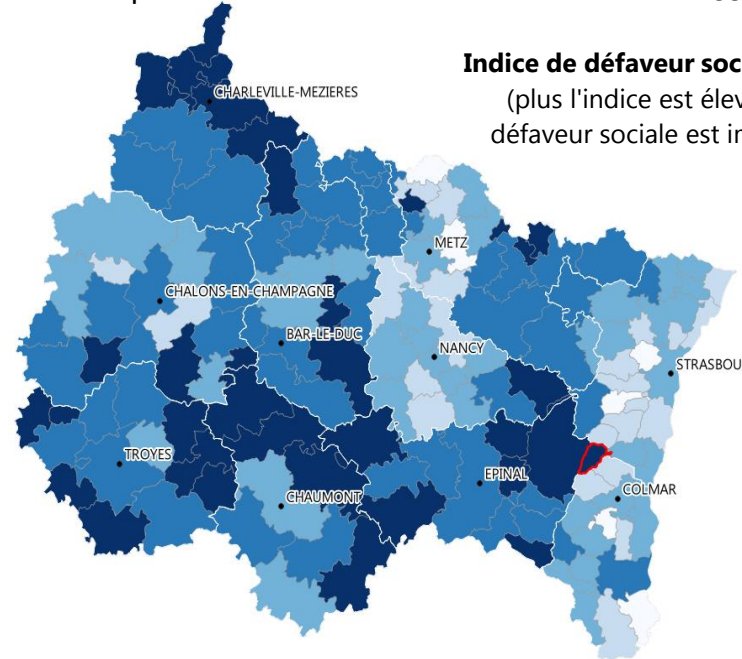 Indice de défaveur soc
(plus l'indice est élev
défaveur sociale est in
CHARLEVILLE-MEZIERES
METZ
CHALONS-EN-CHAMPAGNE
BAR-LE-DUC
NANCY
STRASBOU
TROYES
EPINAL
COLMAR
CHAUMONT